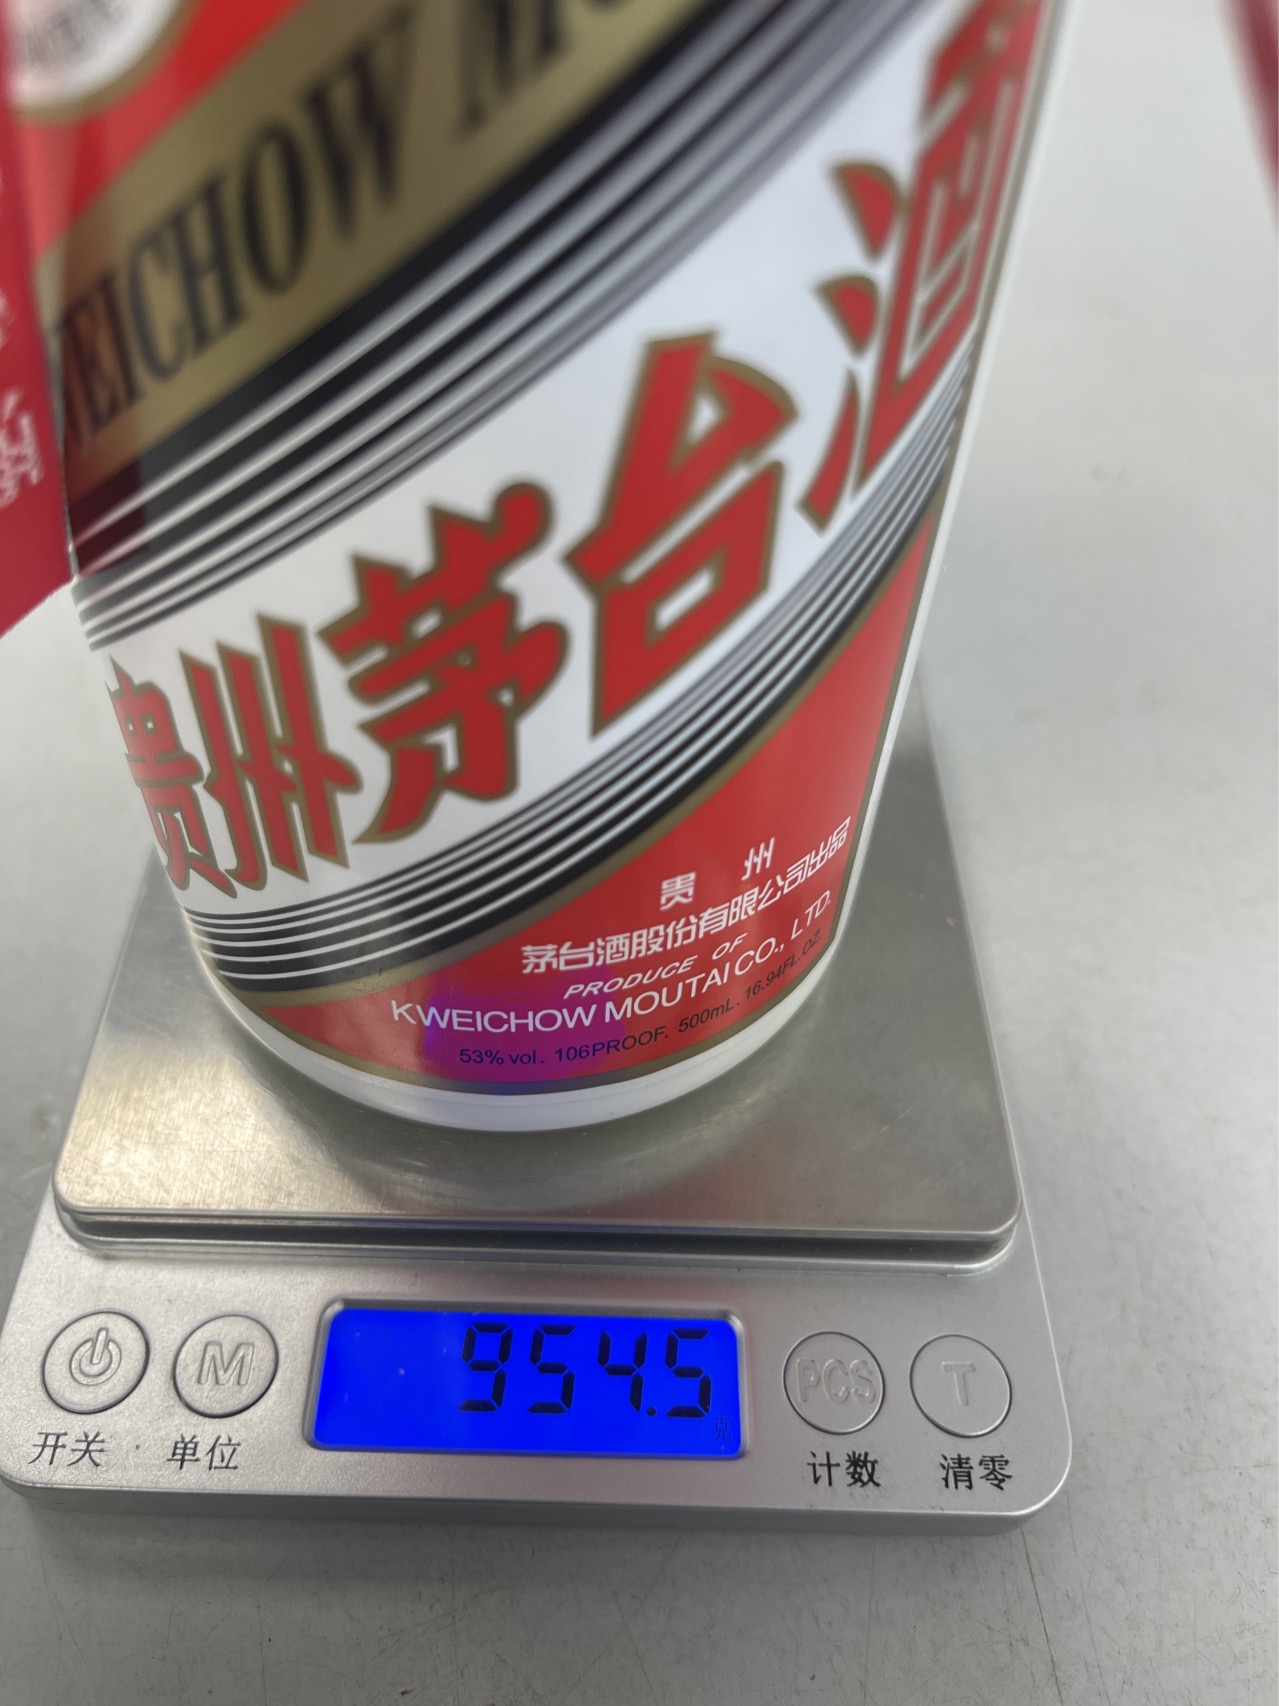 WEICHOW
贵州茅台酒
贵州
茅台酒股份有限公司出品
PRODUCE OF
KWEICHOW MOUTAI CO., LTD.
53% vol. 106PROOF. 500mL. 16.94FL.OZ.
954.5
克
M
PCS
T
开关
单位
计数
清零